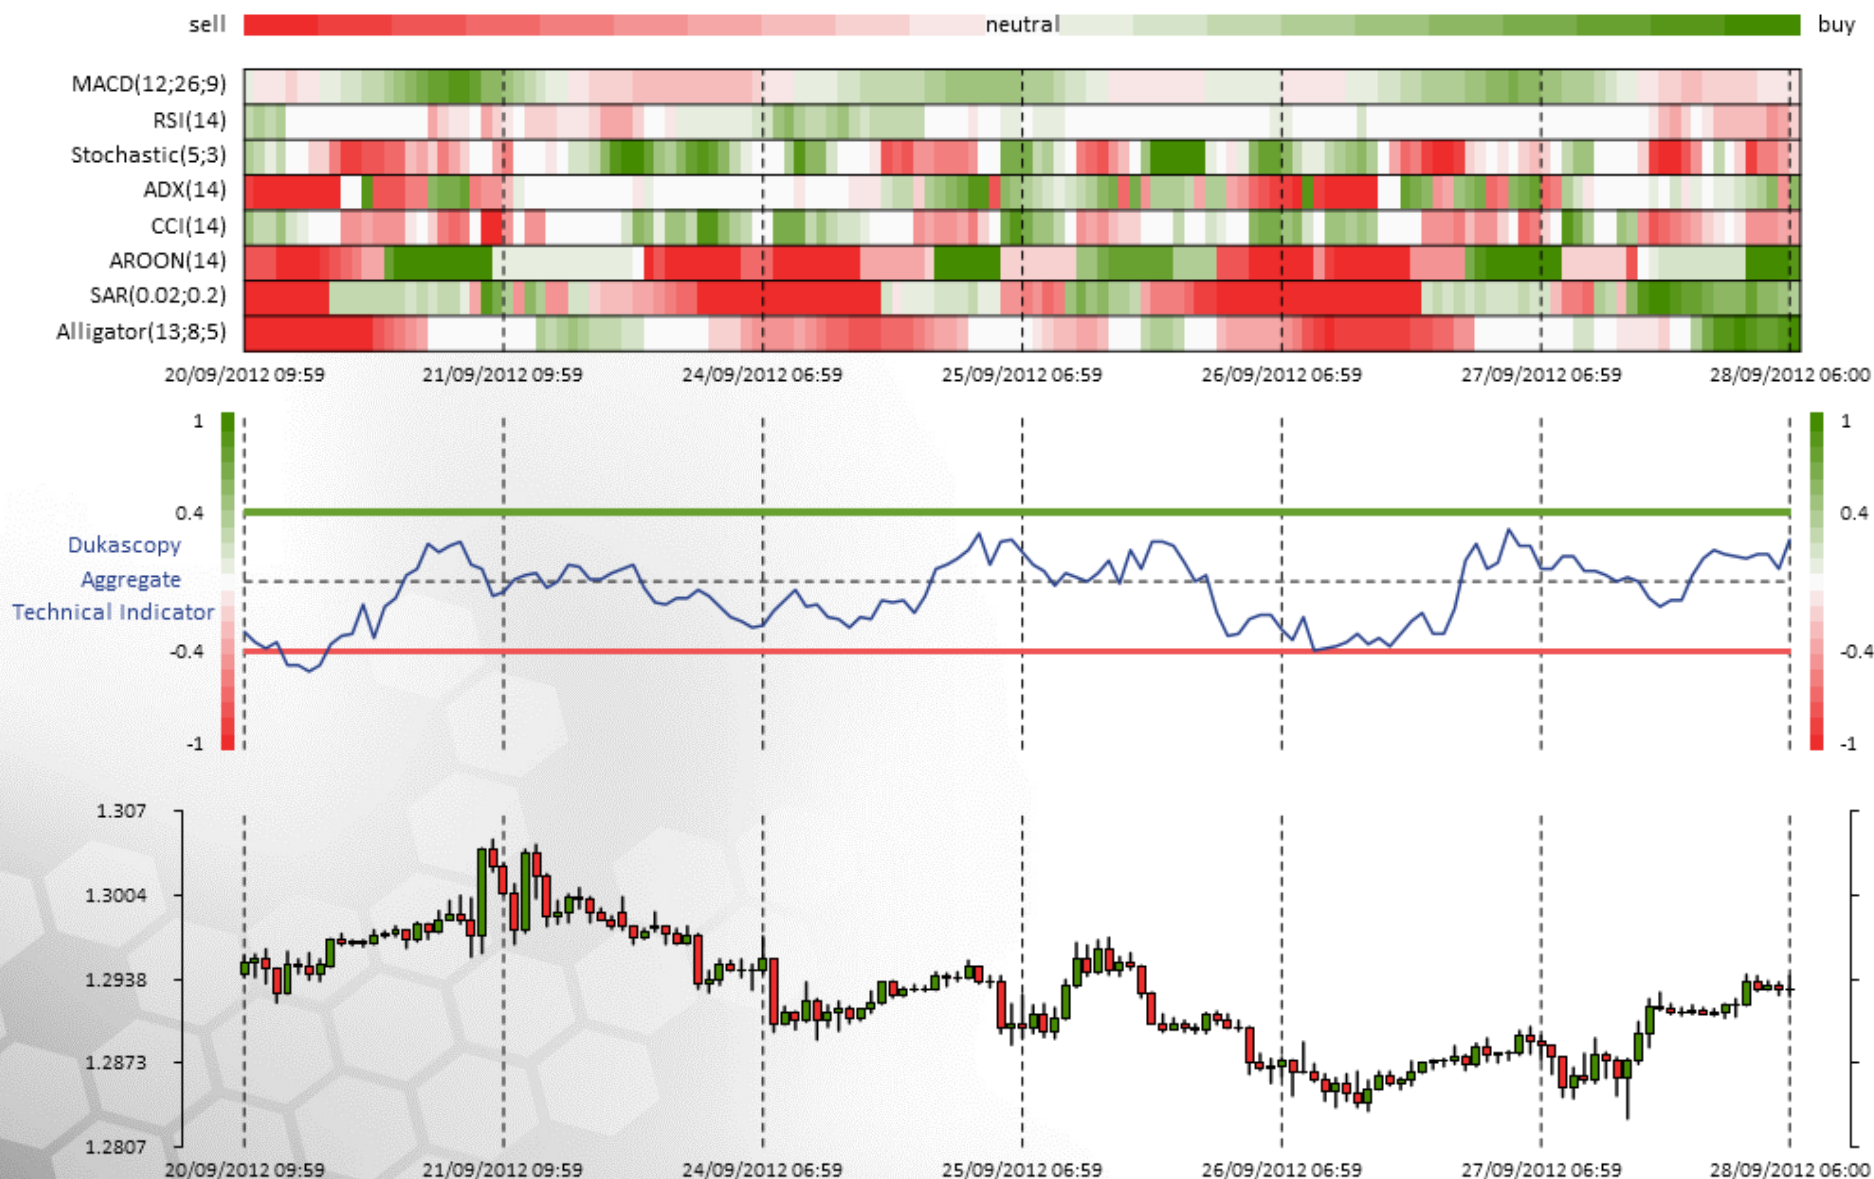 sell neutral buy
MACD(12;26;9)
RSI(14)
Stochastic(5;3)
ADX(14)
CCI(14)
AROON(14)
SAR(0.02;0.2)
Alligator(13;8;5)
20/09/2012 09:59 21/09/2012 09:59 24/09/2012 06:59 25/09/2012 06:59 26/09/2012 06:59 27/09/2012 06:59 28/09/2012 06:00
1 1
0.4 0.4
Dukascopy
Aggregate
Technical Indicator
-0.4 -0.4
-1 -1
1.307
1.3004
1.2938
1.2873
1.2807
20/09/2012 09:59 21/09/2012 09:59 24/09/2012 06:59 25/09/2012 06:59 26/09/2012 06:59 27/09/2012 06:59 28/09/2012 06:00